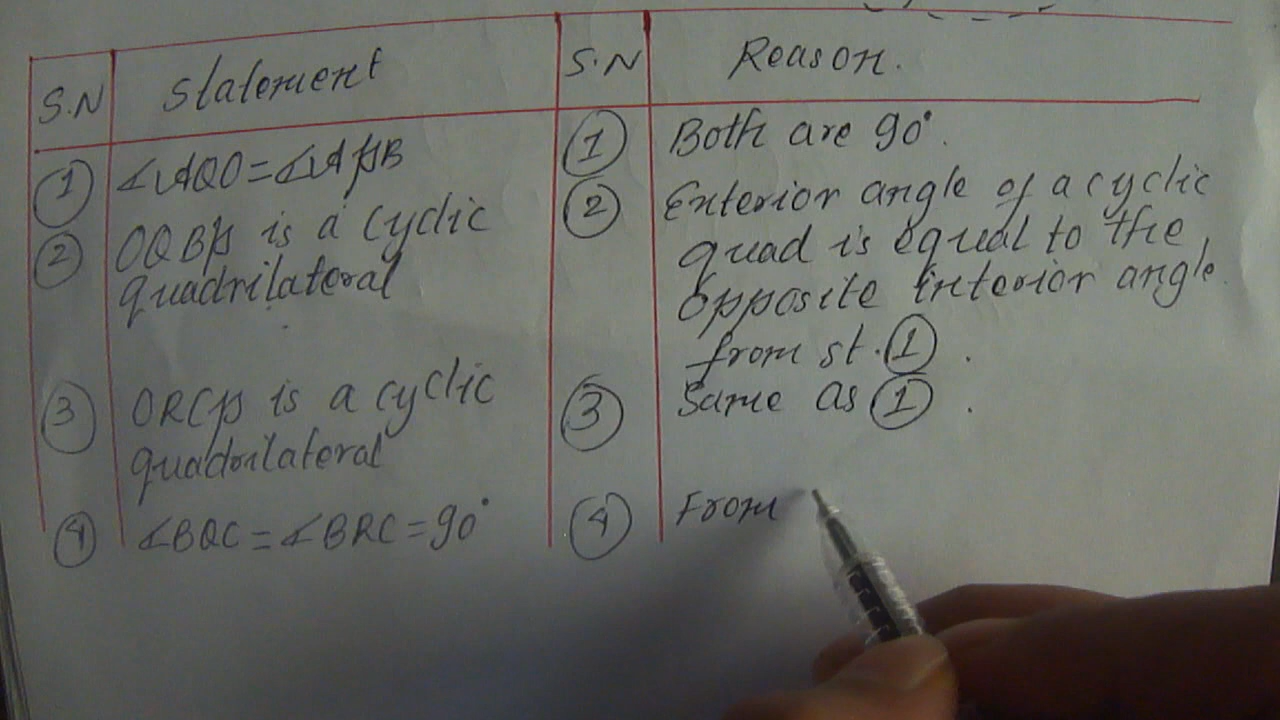 S.N Statement S.N Reason.
① ∠AQO=∠APB ① Both are 90°.
② OQBP is a cyclic ② Exterior angle of a cyclic
quadrilateral quad is equal to the
opposite interior angle.
from st. ① .
③ ORCP is a cyclic ③ Same as ① .
quadrilateral
④ ∠BQC=∠BRC=90° ④ From